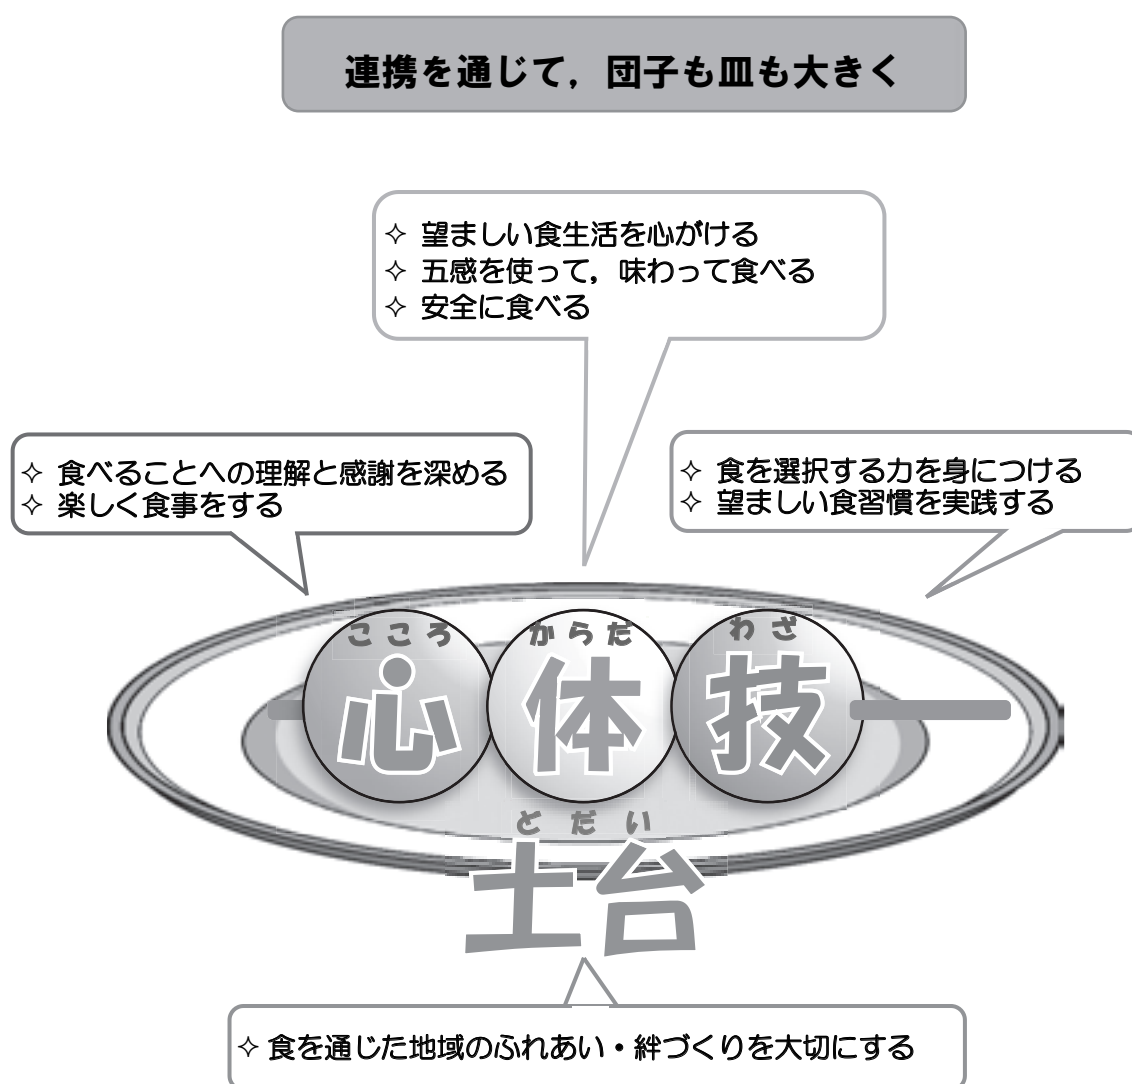 連携を通じて，団子も皿も大きく
✧ 望ましい食生活を心がける
✧ 五感を使って，味わって食べる
✧ 安全に食べる
✧ 食べることへの理解と感謝を深める
✧ 楽しく食事をする
✧ 食を選択する力を身につける
✧ 望ましい食習慣を実践する
こころ
心
からだ
体
わざ
技
どだい
土台
✧ 食を通じた地域のふれあい・絆づくりを大切にする